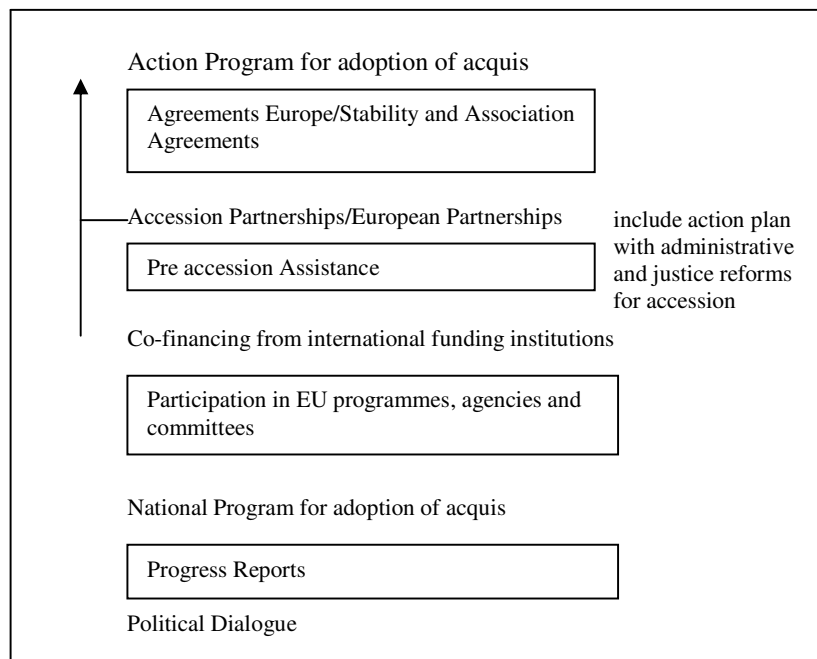 Action Program for adoption of acquis
Agreements Europe/Stability and Association
Agreements
Accession Partnerships/European Partnerships
include action plan
with administrative
and justice reforms
for accession
Pre accession Assistance
Co-financing from international funding institutions
Participation in EU programmes, agencies and
committees
National Program for adoption of acquis
Progress Reports
Political Dialogue